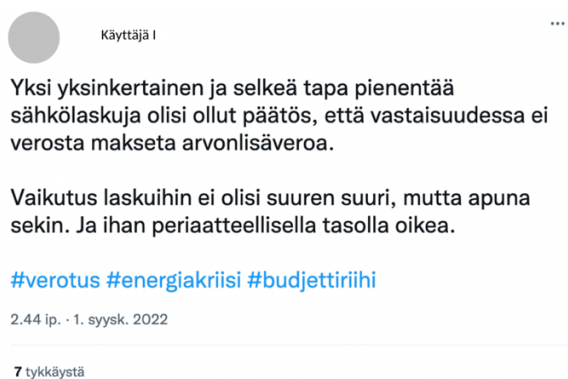 Käyttäjä I
...
Yksi yksinkertainen ja selkeä tapa pienentää
sähkölaskuja olisi ollut päätös, että vastaisuudessa ei
verosta makseta arvonlisäveroa.
Vaikutus laskuihin ei olisi suuren suuri, mutta apuna
sekin. Ja ihan periaatteellisella tasolla oikea.
#verotus #energiakriisi #budjettiriihi
2.44 ip. · 1. syysk. 2022
7 tykkäystä